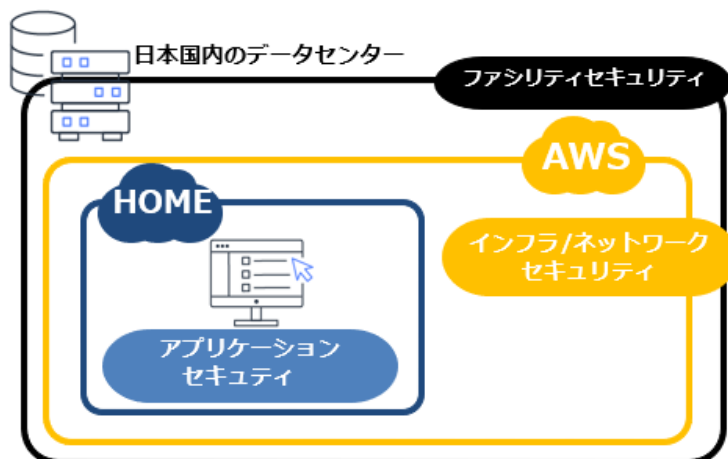 日本国内のデータセンター
ファシリティセキュリティ
AWS
HOME
インフラ/ネットワーク
セキュリティ
アプリケーション
セキュティ